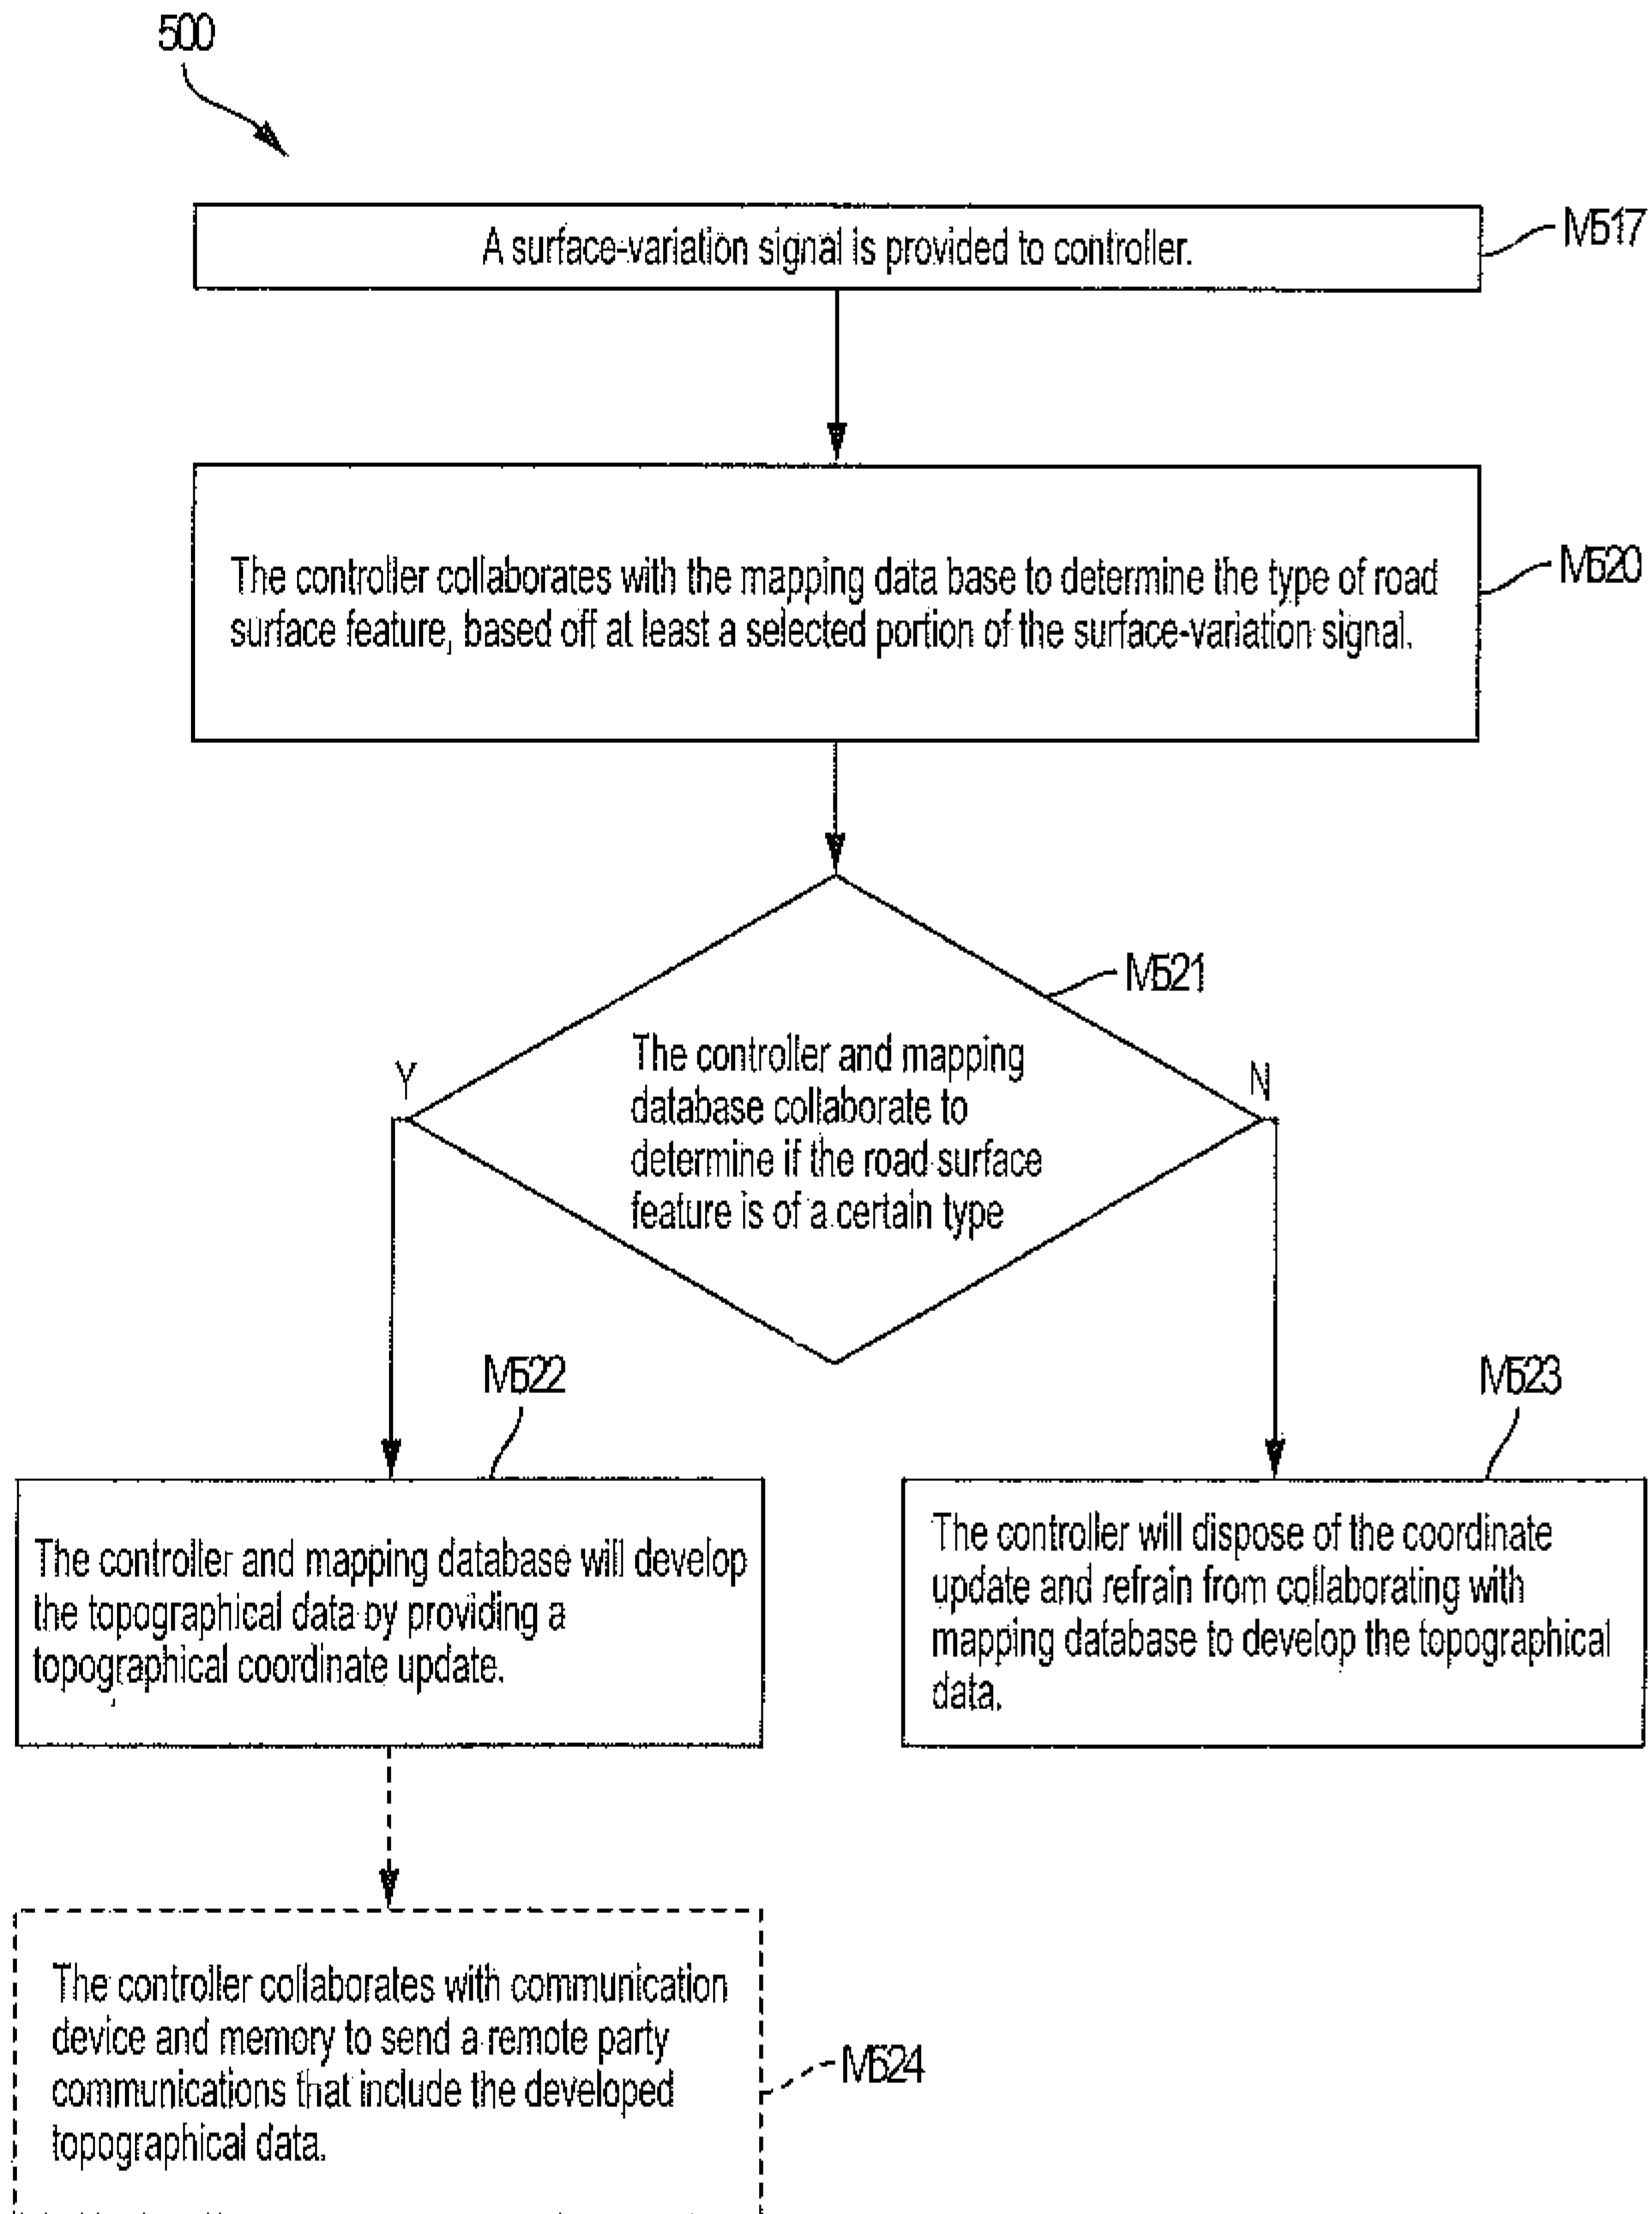 500
A surface-variation signal is provided to controller.
M517
The controller collaborates with the mapping data base to determine the type of road
surface feature, based off at least a selected portion of the surface-variation signal.
M520
M521
The controller and mapping
database collaborate to
determine if the road surface
feature is of a certain type
Y
N
M522
M523
The controller and mapping database will develop
the topographical data by providing a
topographical coordinate update.
The controller will dispose of the coordinate
update and refrain from collaborating with
mapping database to develop the topographical
data.
The controller collaborates with communication
device and memory to send a remote party
communications that include the developed
topographical data.
M524